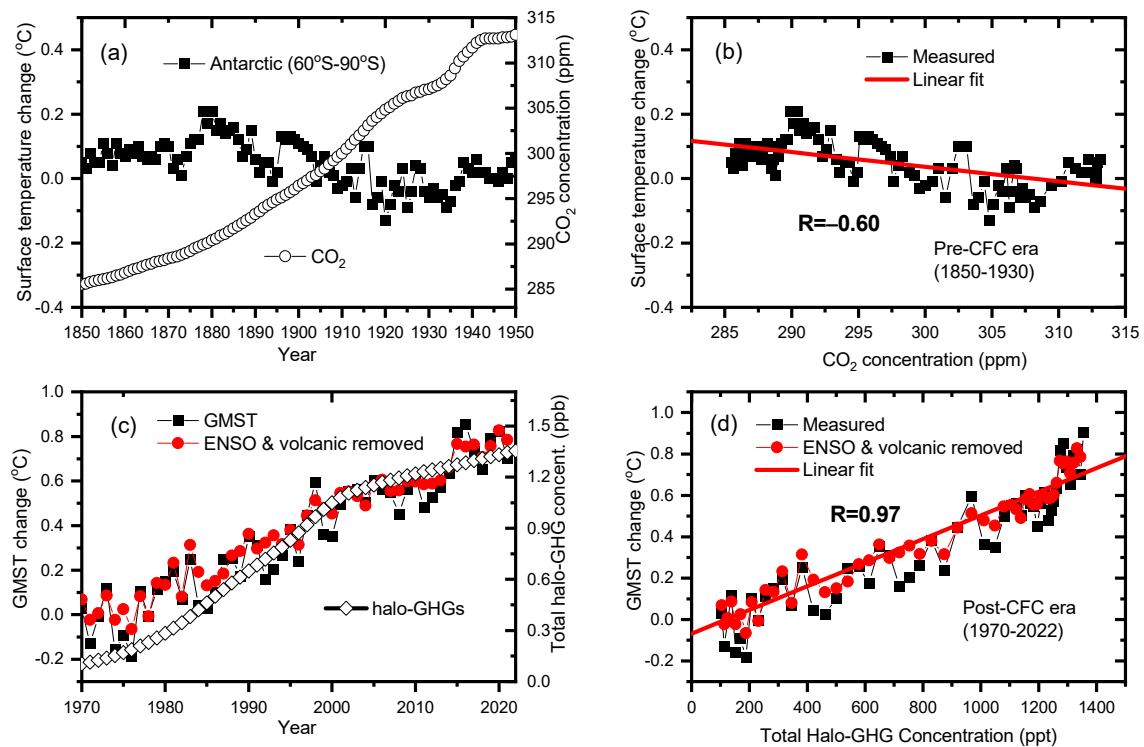 (a)
Antarctic (60°S-90°S)
CO₂
Surface temperature change (°C)
0.4
0.2
0.0
-0.2
-0.4
CO₂ concentration (ppm)
315
310
305
300
295
290
285
1850 1860 1870 1880 1890 1900 1910 1920 1930 1940 1950
Year
(b)
Measured
Linear fit
R=−0.60
Pre-CFC era
(1850-1930)
Surface temperature change (°C)
0.4
0.2
0.0
-0.2
-0.4
285 290 295 300 305 310 315
CO₂ concentration (ppm)
(c)
GMST
ENSO & volcanic removed
halo-GHGs
GMST change (°C)
1.0
0.8
0.6
0.4
0.2
0.0
-0.2
Total halo-GHG concent. (ppb)
1.5
1.2
0.9
0.6
0.3
0.0
1970 1980 1990 2000 2010 2020
Year
(d)
Measured
ENSO & volcanic removed
Linear fit
R=0.97
Post-CFC era
(1970-2022)
GMST change (°C)
1.0
0.8
0.6
0.4
0.2
0.0
-0.2
0 200 400 600 800 1000 1200 1400
Total Halo-GHG Concentration (ppt)